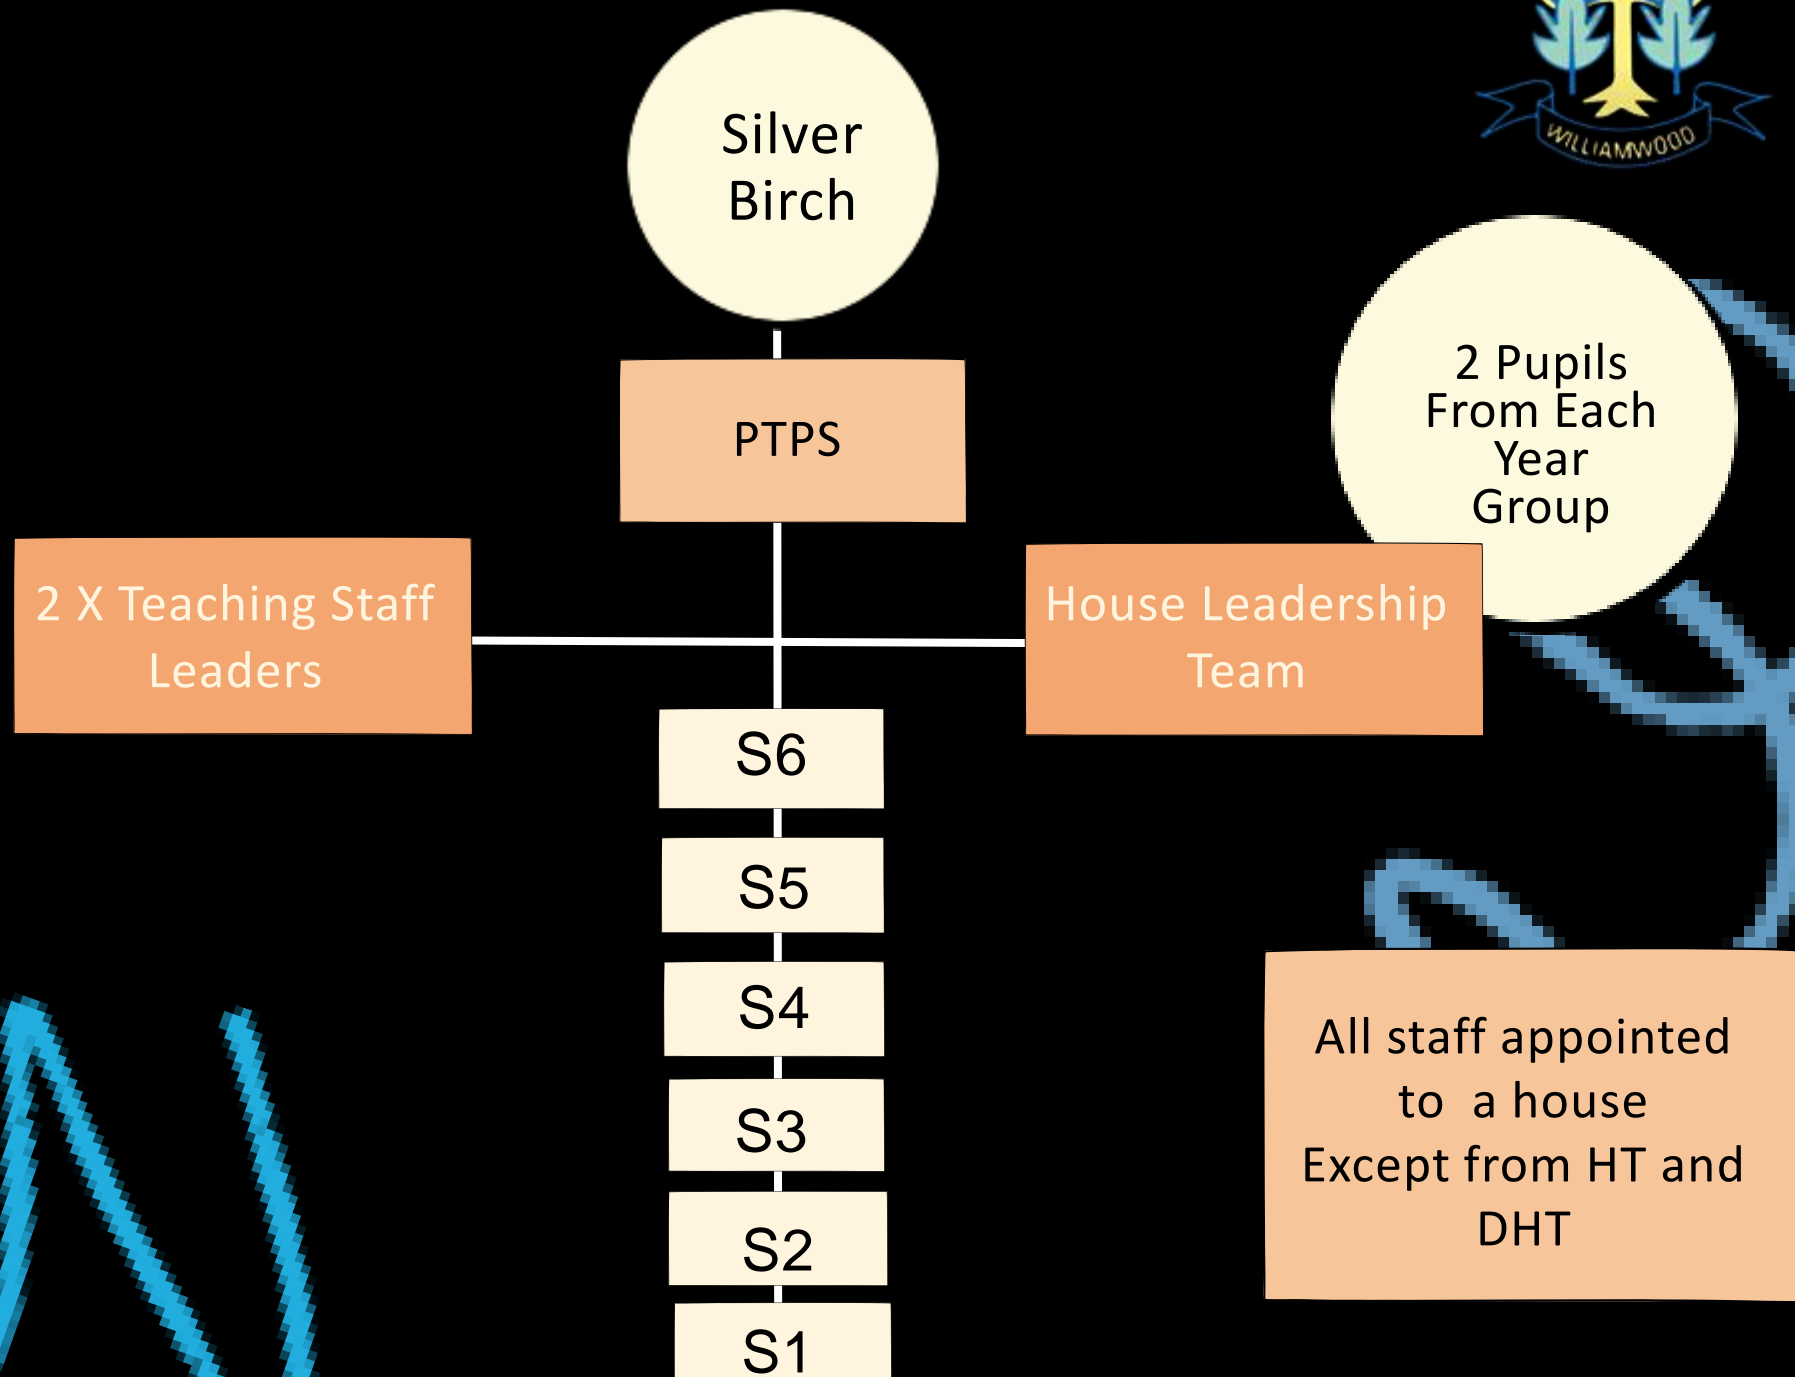 Silver
Birch
WILLIAMWOOD
2 Pupils
From Each
Year
Group
PTPS
2 X Teaching Staff
Leaders
House Leadership
Team
S6
S5
S4
S3
S2
S1
All staff appointed
to a house
Except from HT and
DHT